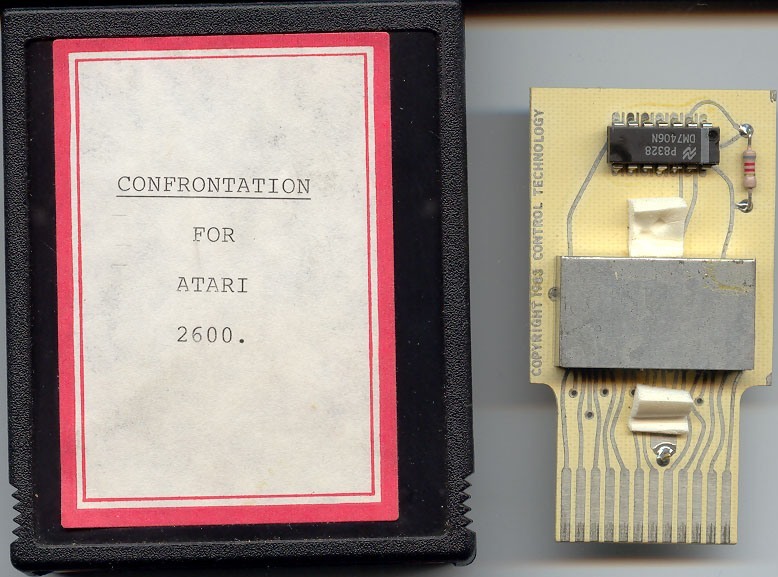 CONFRONTATION
FOR
ATARI
2600.
COPYRIGHT 1983 CONTROL TECHNOLOGY
P8328
DM7406N